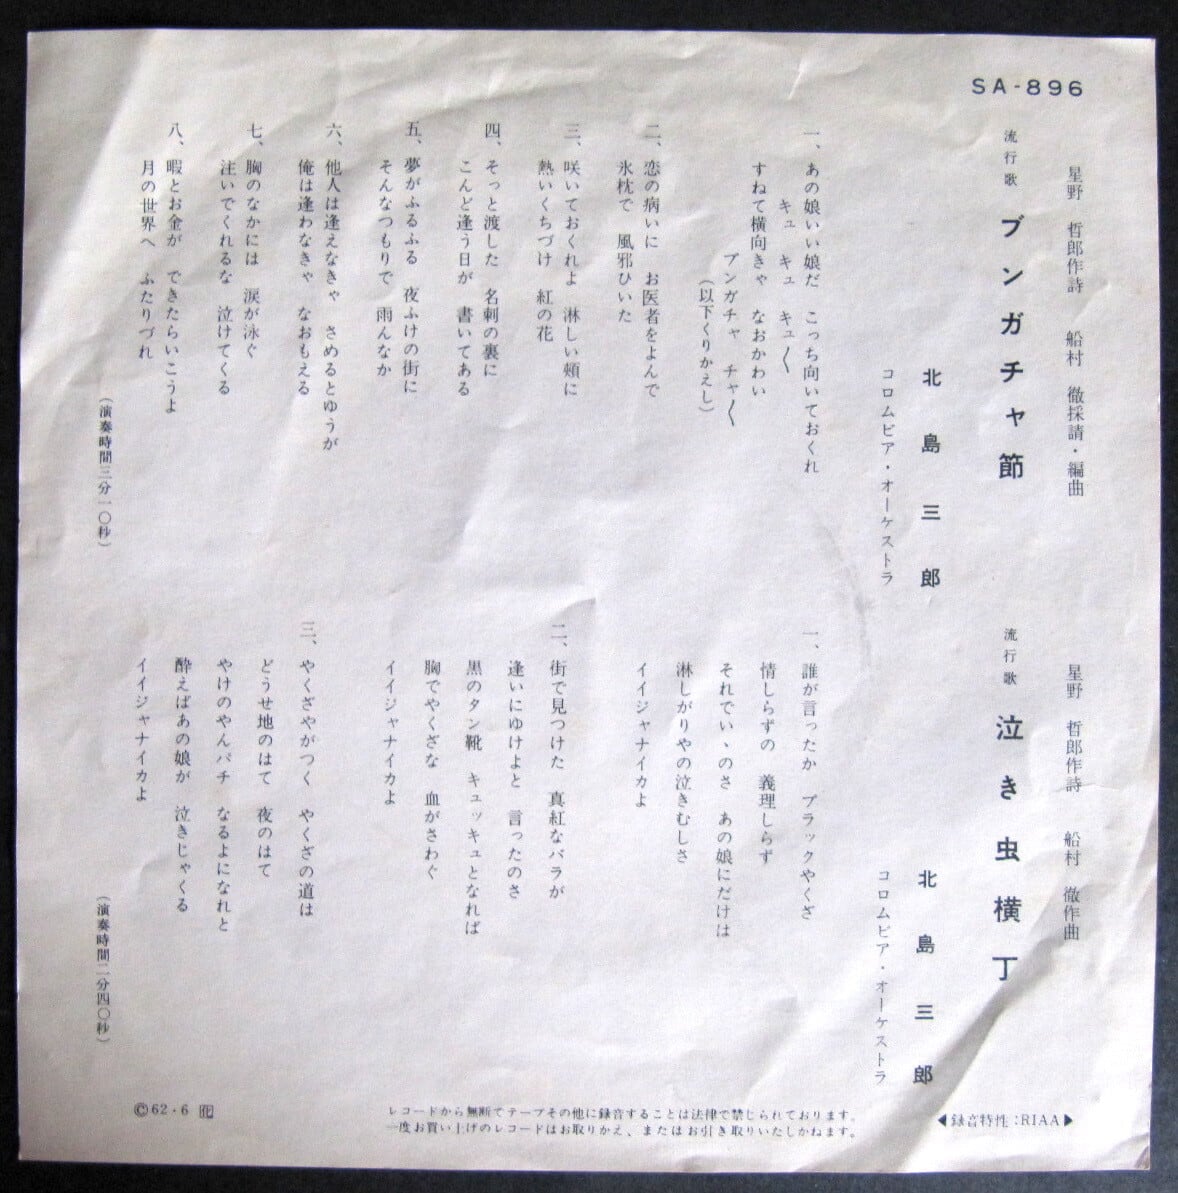 SA-896
星野 哲郎作詩 船村 徹採請・編曲
流行歌 ブンガチャ節
北島三郎
コロムビア・オーケストラ
一、あの娘いい娘だ こっち向いておくれ
キュ キュ キュ〱
すねて横向きゃ なおかわい
ブンガチャ チャ〱
（以下くりかえし）
二、恋の病いに お医者をよんで
氷枕で 風邪ひいた
三、咲いておくれよ 淋しい頬に
熱いくちづけ 紅の花
四、そっと渡した 名刺の裏に
こんど逢う日が 書いてある
五、夢がふるふる 夜ふけの街に
そんなつもりで 雨んなか
六、他人は逢えなきゃ さめるとゆうが
俺は逢わなきゃ なおもえる
七、胸のなかには 涙が泳ぐ
注いでくれるな 泣けてくる
八、暇とお金が できたらいこうよ
月の世界へ ふたりづれ
（演奏時間三分一〇秒）
星野 哲郎作詩 船村 徹作曲
流行歌 泣き虫横丁
北島三郎
コロムビア・オーケストラ
一、誰が言ったか ブラックやくざ
情しらずの 義理しらず
それでいゝのさ あの娘にだけは
淋しがりやの泣きむしさ
イイジャナイカよ
二、街で見つけた 真紅なバラが
逢いにゆけよと 言ったのさ
黒のタン靴 キュッキュとなれば
胸でやくざな 血がさわぐ
イイジャナイカよ
三、やくざやがつく やくざの道は
どうせ地のはて 夜のはて
やけのやんパチ なるよになれと
酔えばあの娘が 泣きじゃくる
イイジャナイカよ
（演奏時間二分四〇秒）
◀録音特性：RIAA▶
レコードから無断でテープその他に録音することは法律で禁じられております。
一度お買い上げのレコードはお取りかえ、またはお引き取りいたしかねます。
©62・6